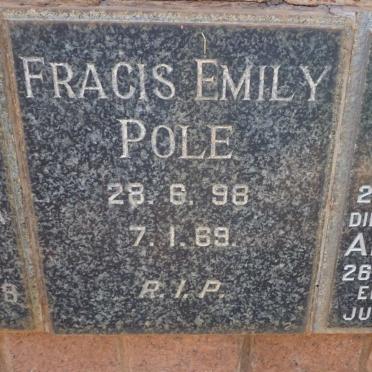 FRACIS EMILY
POLE
28. 6. 98
7. 1. 69.
R.I.P.